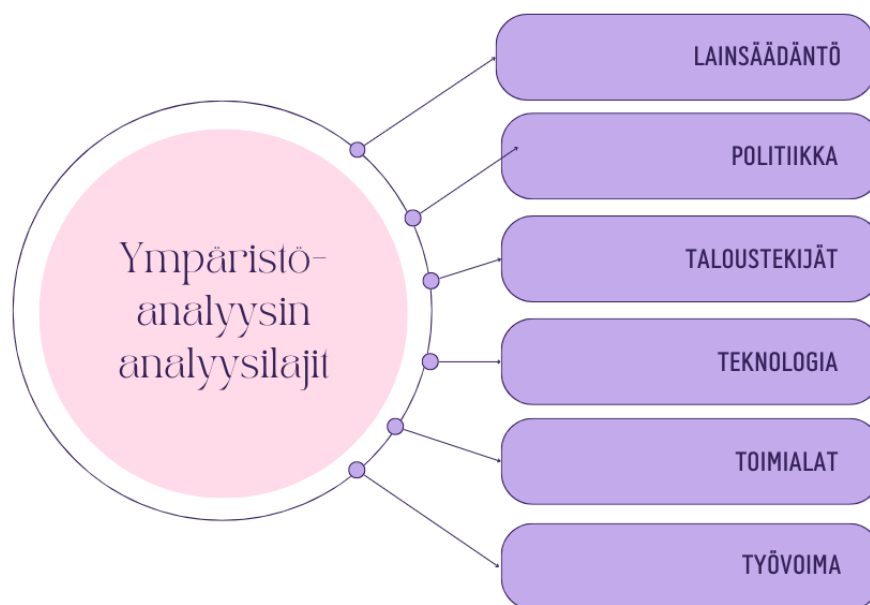 Ympäristö-
analyysin
analyysilajit
LAINSÄÄDÄNTÖ
POLITIIKKA
TALOUSTEKIJÄT
TEKNOLOGIA
TOIMIALAT
TYÖVOIMA